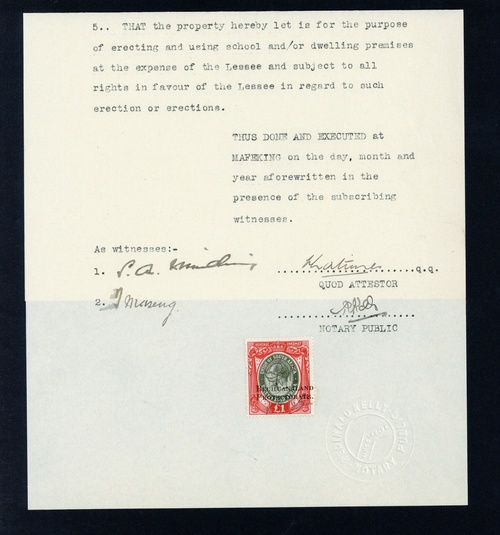 5.. THAT the property hereby let is for the purpose
of erecting and using school and/or dwelling premises
at the expense of the Lessee and subject to all
rights in favour of the Lessee in regard to such
erection or erections.
THUS DONE AND EXECUTED at
MAFEKING on the day, month and
year aforewritten in the
presence of the subscribing
witnesses.
As witnesses:-
1. S. A.
q.q.
QUOD ATTESTOR
2. J Moseng.
NOTARY PUBLIC
BECHUANALAND
PROTECTORATE.
£1
NOTARY